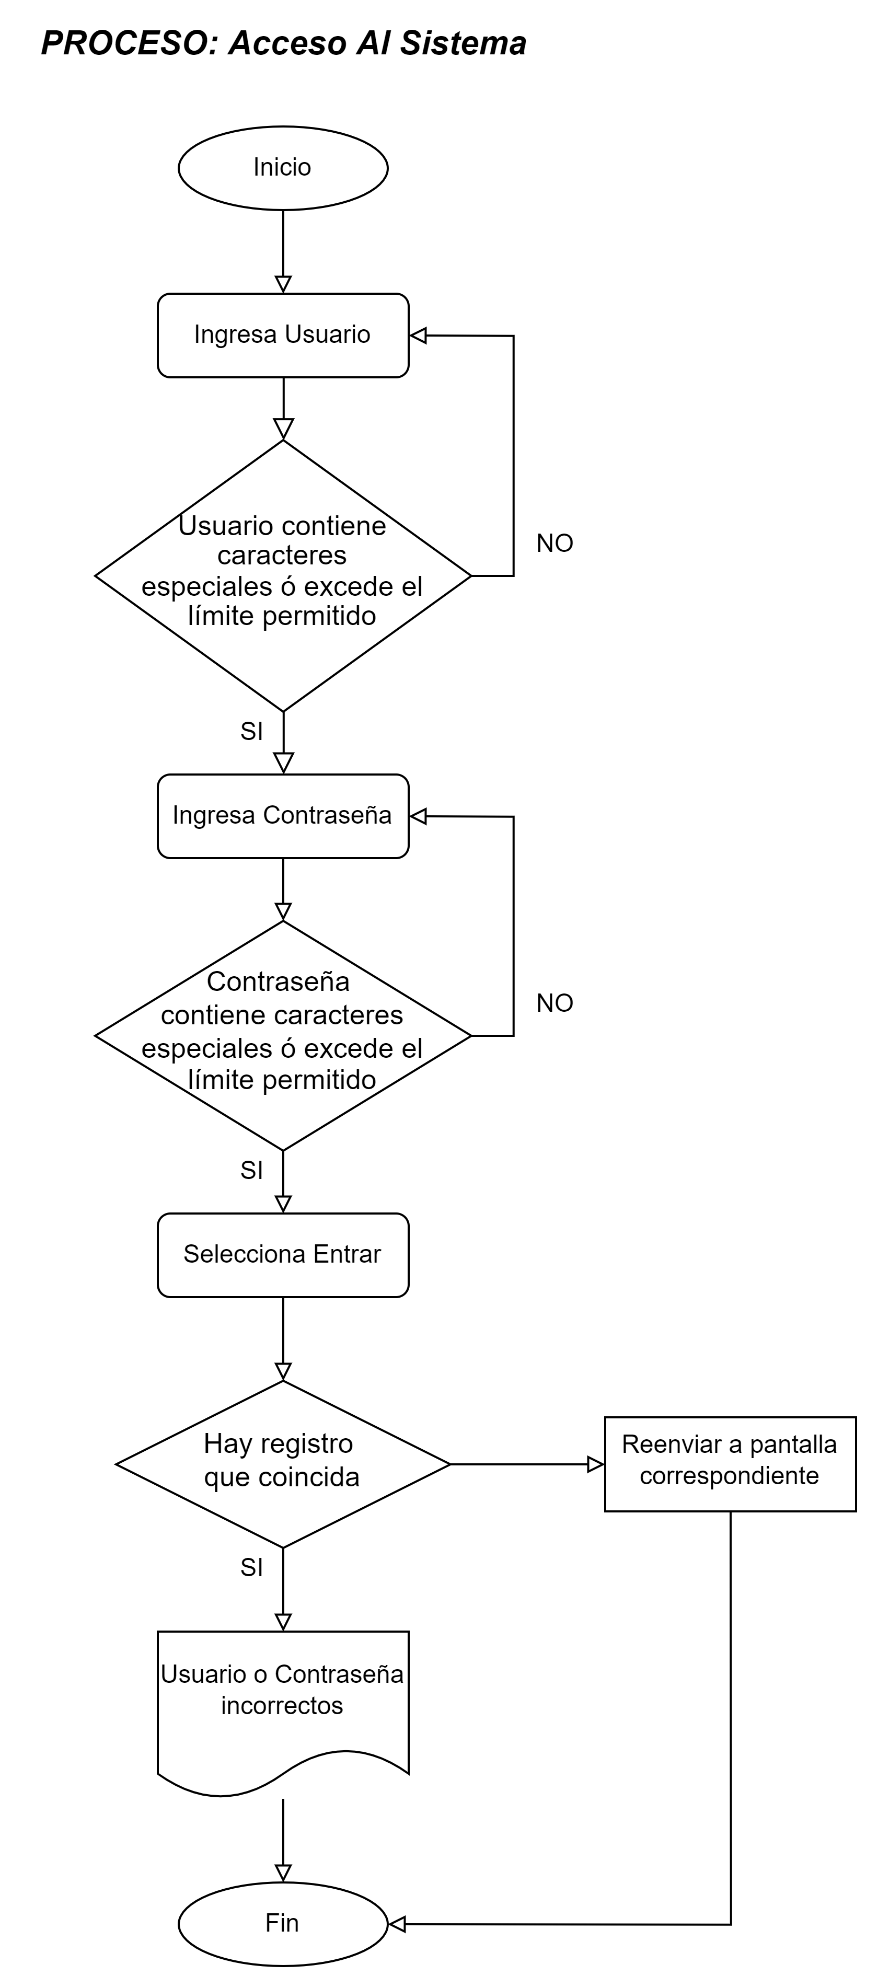 PROCESO: Acceso Al Sistema
Inicio
Ingresa Usuario
Usuario contiene
caracteres
especiales ó excede el
límite permitido
NO
SI
Ingresa Contraseña
Contraseña
contiene caracteres
especiales ó excede el
límite permitido
NO
SI
Selecciona Entrar
Hay registro
que coincida
Reenviar a pantalla
correspondiente
SI
Usuario o Contraseña
incorrectos
Fin